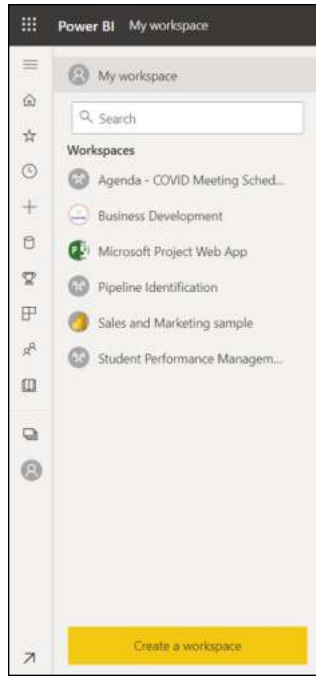 Power BI My workspace
My workspace
Search
Workspaces
Agenda - COVID Meeting Sched...
Business Development
Microsoft Project Web App
Pipeline Identification
Sales and Marketing sample
Student Performance Managem...
Create a workspace